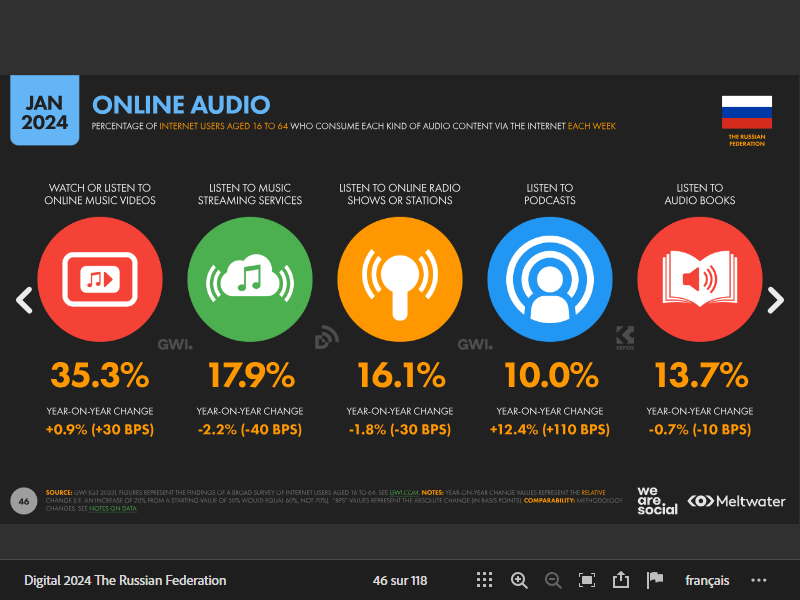 JAN
2024
ONLINE AUDIO
PERCENTAGE OF INTERNET USERS AGED 16 TO 64 WHO CONSUME EACH KIND OF AUDIO CONTENT VIA THE INTERNET EACH WEEK
THE RUSSIAN
FEDERATION
WATCH OR LISTEN TO
ONLINE MUSIC VIDEOS
LISTEN TO MUSIC
STREAMING SERVICES
LISTEN TO ONLINE RADIO
SHOWS OR STATIONS
LISTEN TO
PODCASTS
LISTEN TO
AUDIO BOOKS
GWI.
GWI.
KEPIOS
35.3%
17.9%
16.1%
10.0%
13.7%
YEAR-ON-YEAR CHANGE
+0.9% (+30 BPS)
YEAR-ON-YEAR CHANGE
-2.2% (-40 BPS)
YEAR-ON-YEAR CHANGE
-1.8% (-30 BPS)
YEAR-ON-YEAR CHANGE
+12.4% (+110 BPS)
YEAR-ON-YEAR CHANGE
-0.7% (-10 BPS)
46
SOURCE: GWI (Q3 2023). FIGURES REPRESENT THE FINDINGS OF A BROAD SURVEY OF INTERNET USERS AGED 16 TO 64. SEE GWI.COM. NOTES: YEAR-ON-YEAR CHANGE VALUES REPRESENT THE RELATIVE
CHANGE (I.E. AN INCREASE OF 20% FROM A STARTING VALUE OF 50% WOULD EQUAL 60%, NOT 70%). "BPS" VALUES REPRESENT THE ABSOLUTE CHANGE (IN BASIS POINTS). COMPARABILITY: METHODOLOGY
CHANGES. SEE NOTES ON DATA.
we
are.
social
Meltwater
Digital 2024 The Russian Federation
46 sur 118
français